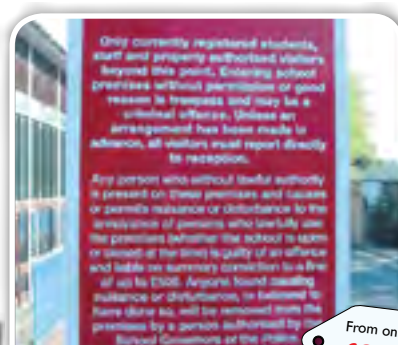 Only currently registered students,
staff and properly authorised visitors
beyond this point. Entering school
premises without permission or good
reason is trespass and may be a
criminal offence. Unless an
arrangement has been made in
advance, all visitors must report directly
to reception.
Any person who without lawful authority
is present on these premises and causes
or permits nuisance or disturbance to the
annoyance of persons who lawfully use
the premises (whether the school is open
or closed at the time) is guilty of an offence
and liable on summary conviction to a fine
of up to £500. Anyone found causing
nuisance or disturbance, or believed to
have done so, will be removed from the
premises by a person authorised by
School Governors or the Police
From on